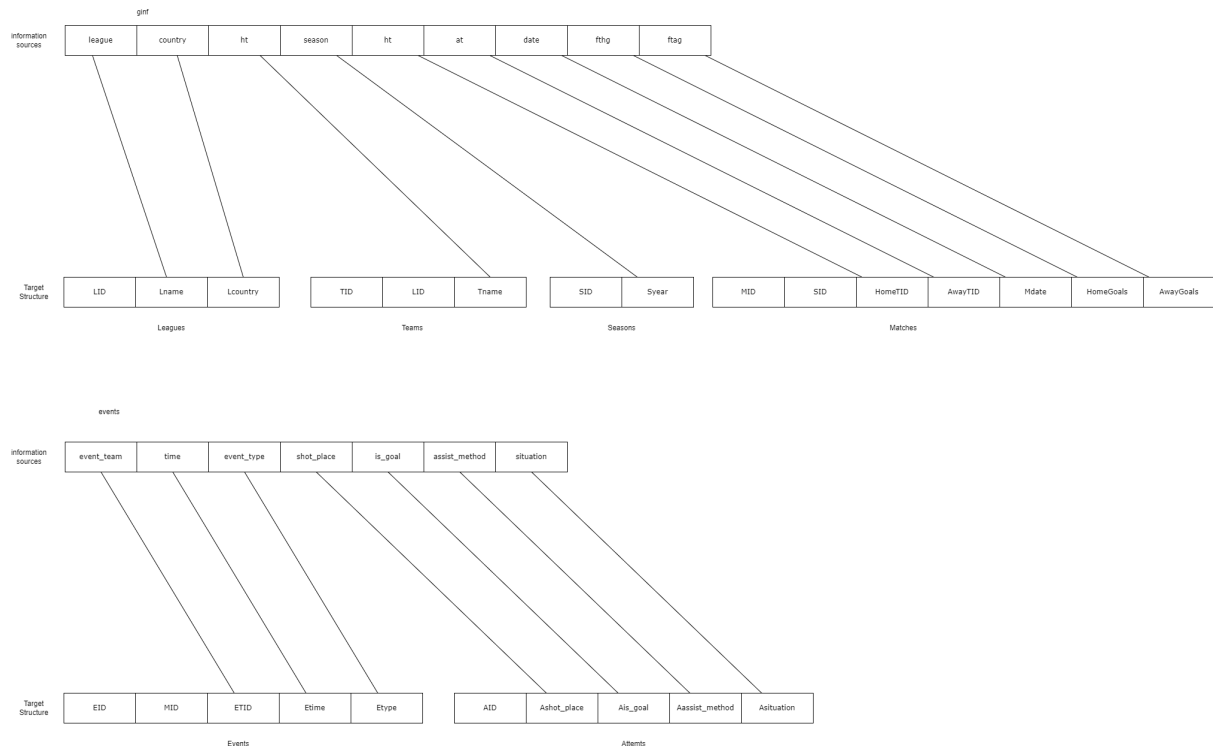 ginf
information
sources
league country ht season ht at date fthg ftag
Target
Structure
LID Lname Lcountry TID LID Tname SID Syear MID SID HomeTID AwayTID Mdate HomeGoals AwayGoals
Leagues Teams Seasons Matches
events
information
sources
event_team time event_type shot_place is_goal assist_method situation
Target
Structure
EID MID ETID Etime Etype AID Ashot_place Ais_goal Aassist_method Asituation
Events Attemts